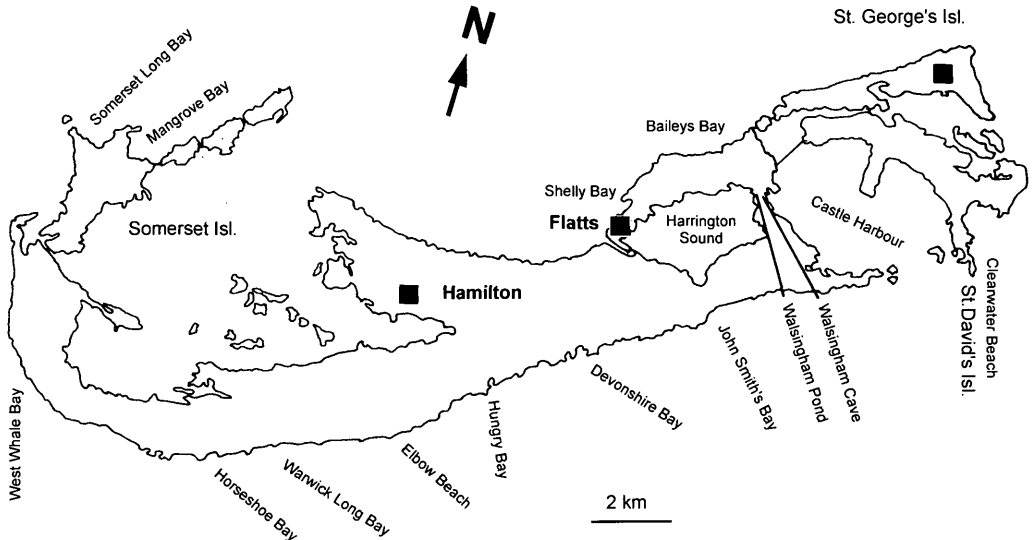 St. George's Isl.
N
Somerset Long Bay
Mangrove Bay
Baileys Bay
Shelly Bay
Flatts
Harrington
Sound
Castle Harbour
Somerset Isl.
Hamilton
Clearwater Beach
St.David's Isl.
Walsingham Cave
Walsingham Pond
John Smith's Bay
Devonshire Bay
Hungry Bay
Elbow Beach
Warwick Long Bay
Horseshoe Bay
West Whale Bay
2 km